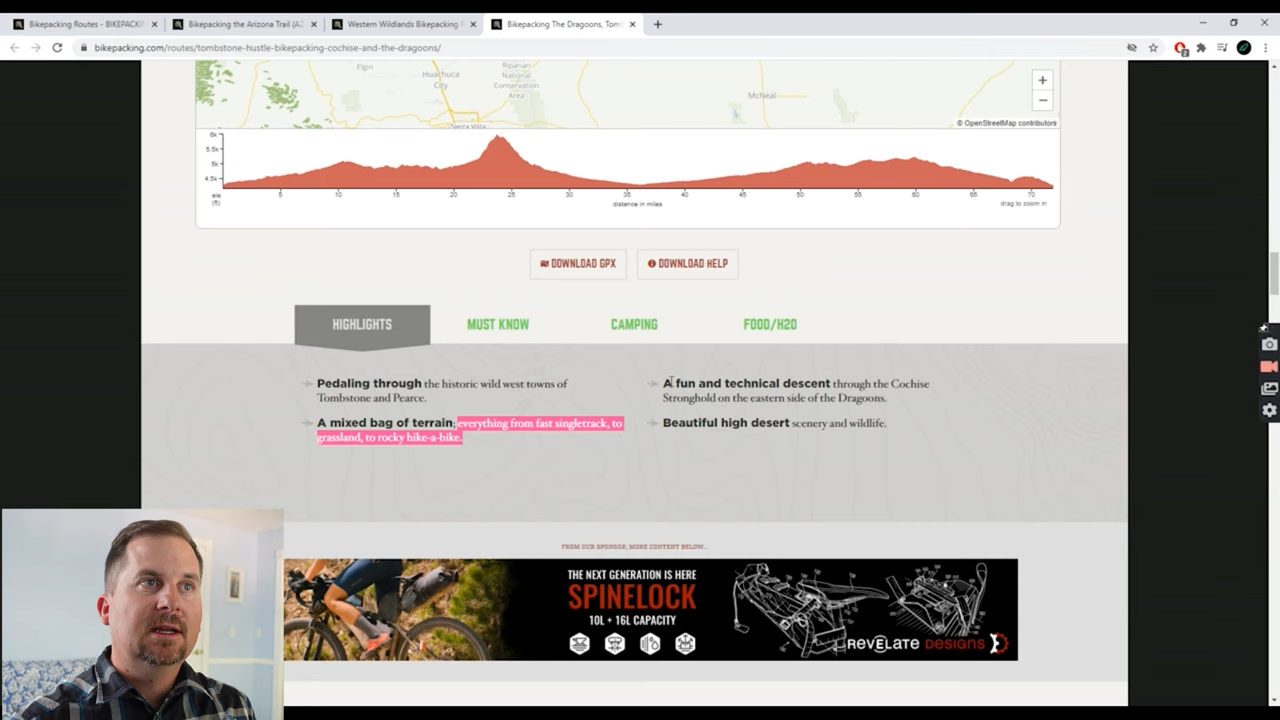 Bikepacking Routes - BIKEPACKIN
Bikepacking the Arizona Trail (AZ
Western Wildlands Bikepacking R
Bikepacking The Dragoons, Tomb
bikepacking.com/routes/tombstone-hustle-bikepacking-cochise-and-the-dragoons/
2
Elgin
Huachuca
City
Riparian
National
Conservation
Area
McNeal
Sierra Vista
+
−
© OpenStreetMap contributors
6k
5.5k
5k
4.5k
ele
(ft)
5
10
15
20
25
30
35
40
45
50
55
60
65
70
distance in miles
drag to zoom in
DOWNLOAD GPX
DOWNLOAD HELP
HIGHLIGHTS
MUST KNOW
CAMPING
FOOD/H2O
Pedaling through the historic wild west towns of
Tombstone and Pearce.
A mixed bag of terrain; everything from fast singletrack, to
grassland, to rocky hike-a-bike.
A fun and technical descent through the Cochise
Stronghold on the eastern side of the Dragoons.
Beautiful high desert scenery and wildlife.
FROM OUR SPONSOR, MORE CONTENT BELOW...
THE NEXT GENERATION IS HERE
SPINELOCK
10L + 16L CAPACITY
REVELATE DESIGNS